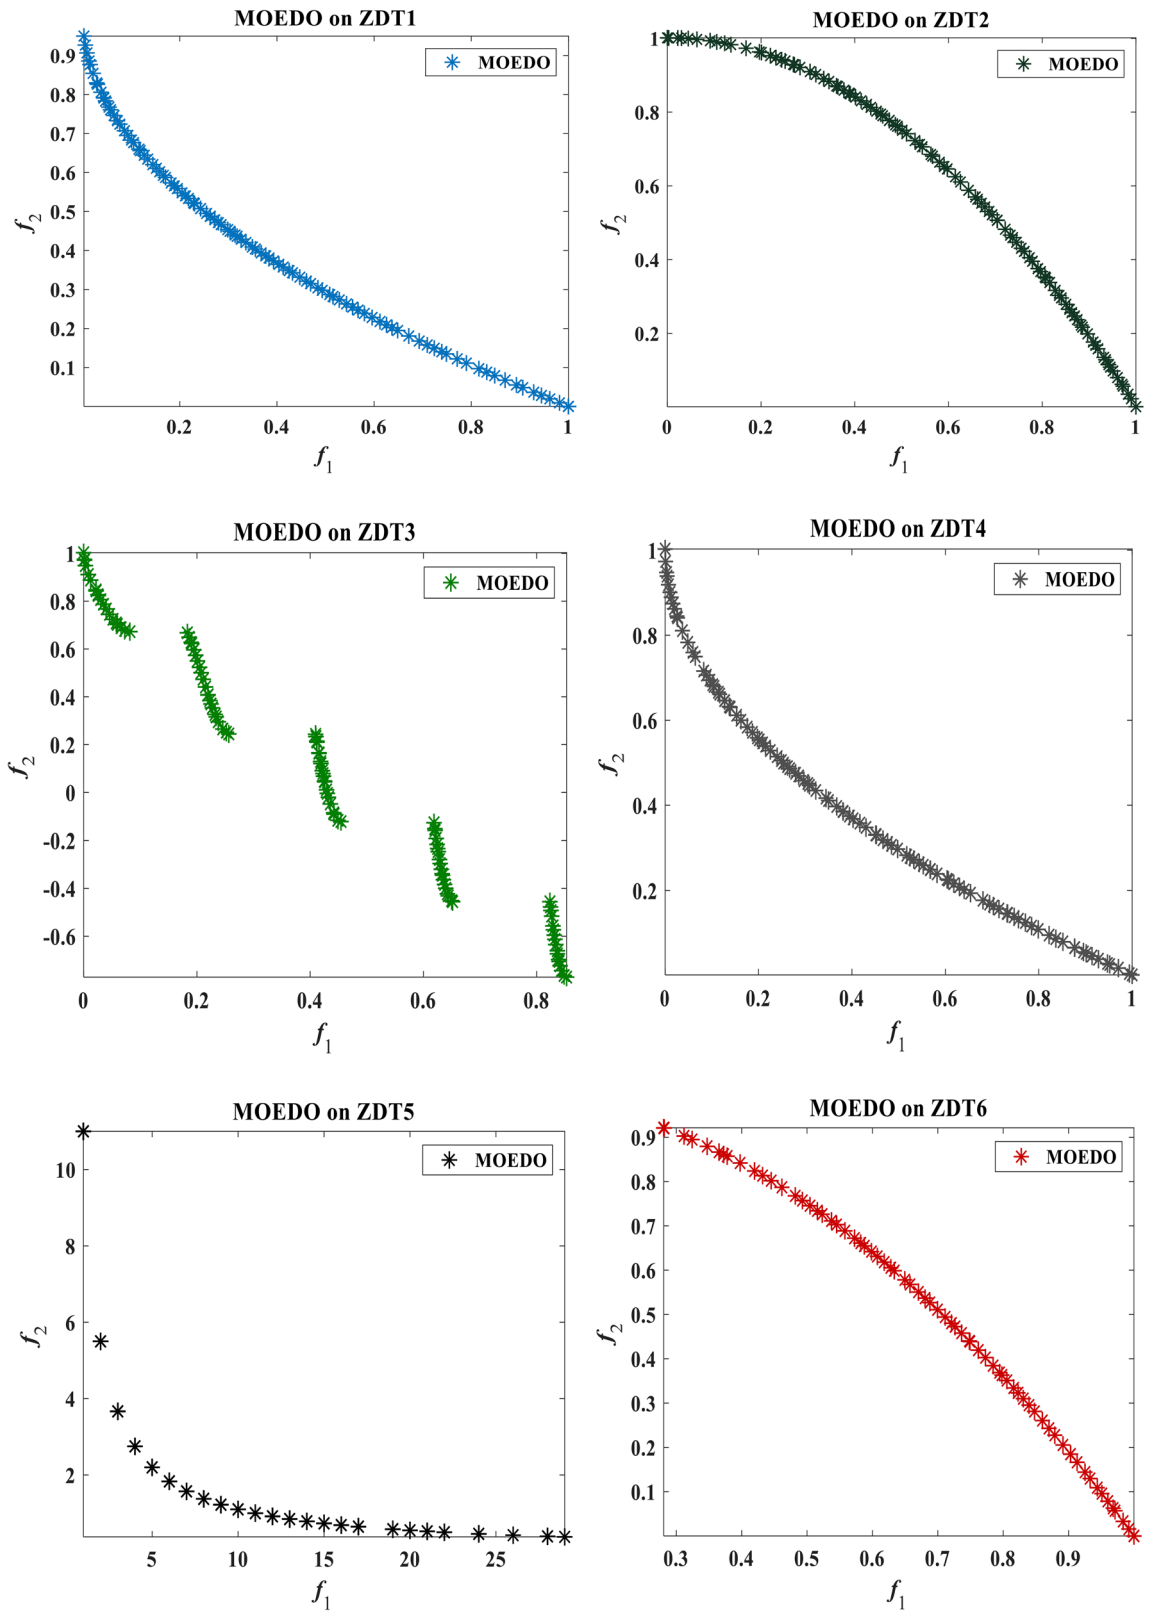 MOEDO on ZDT1
MOEDO
0.9
0.8
0.7
0.6
0.5
0.4
0.3
0.2
0.1
f2
0.2 0.4 0.6 0.8 1
f1
MOEDO on ZDT2
MOEDO
1
0.8
0.6
0.4
0.2
f2
0 0.2 0.4 0.6 0.8 1
f1
MOEDO on ZDT3
MOEDO
1
0.8
0.6
0.4
0.2
0
-0.2
-0.4
-0.6
f2
0 0.2 0.4 0.6 0.8
f1
MOEDO on ZDT4
MOEDO
1
0.8
0.6
0.4
0.2
f2
0 0.2 0.4 0.6 0.8 1
f1
MOEDO on ZDT5
MOEDO
10
8
6
4
2
f2
5 10 15 20 25
f1
MOEDO on ZDT6
MOEDO
0.9
0.8
0.7
0.6
0.5
0.4
0.3
0.2
0.1
f2
0.3 0.4 0.5 0.6 0.7 0.8 0.9
f1